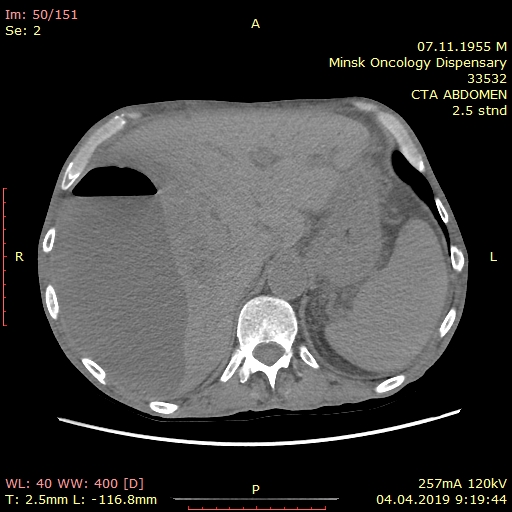 Im: 50/151
Se: 2
A
07.11.1955 M
Minsk Oncology Dispensary
33532
CTA ABDOMEN
2.5 stnd
R
L
WL: 40 WW: 400 [D]
T: 2.5mm L: -116.8mm
P
257mA 120kV
04.04.2019 9:19:44